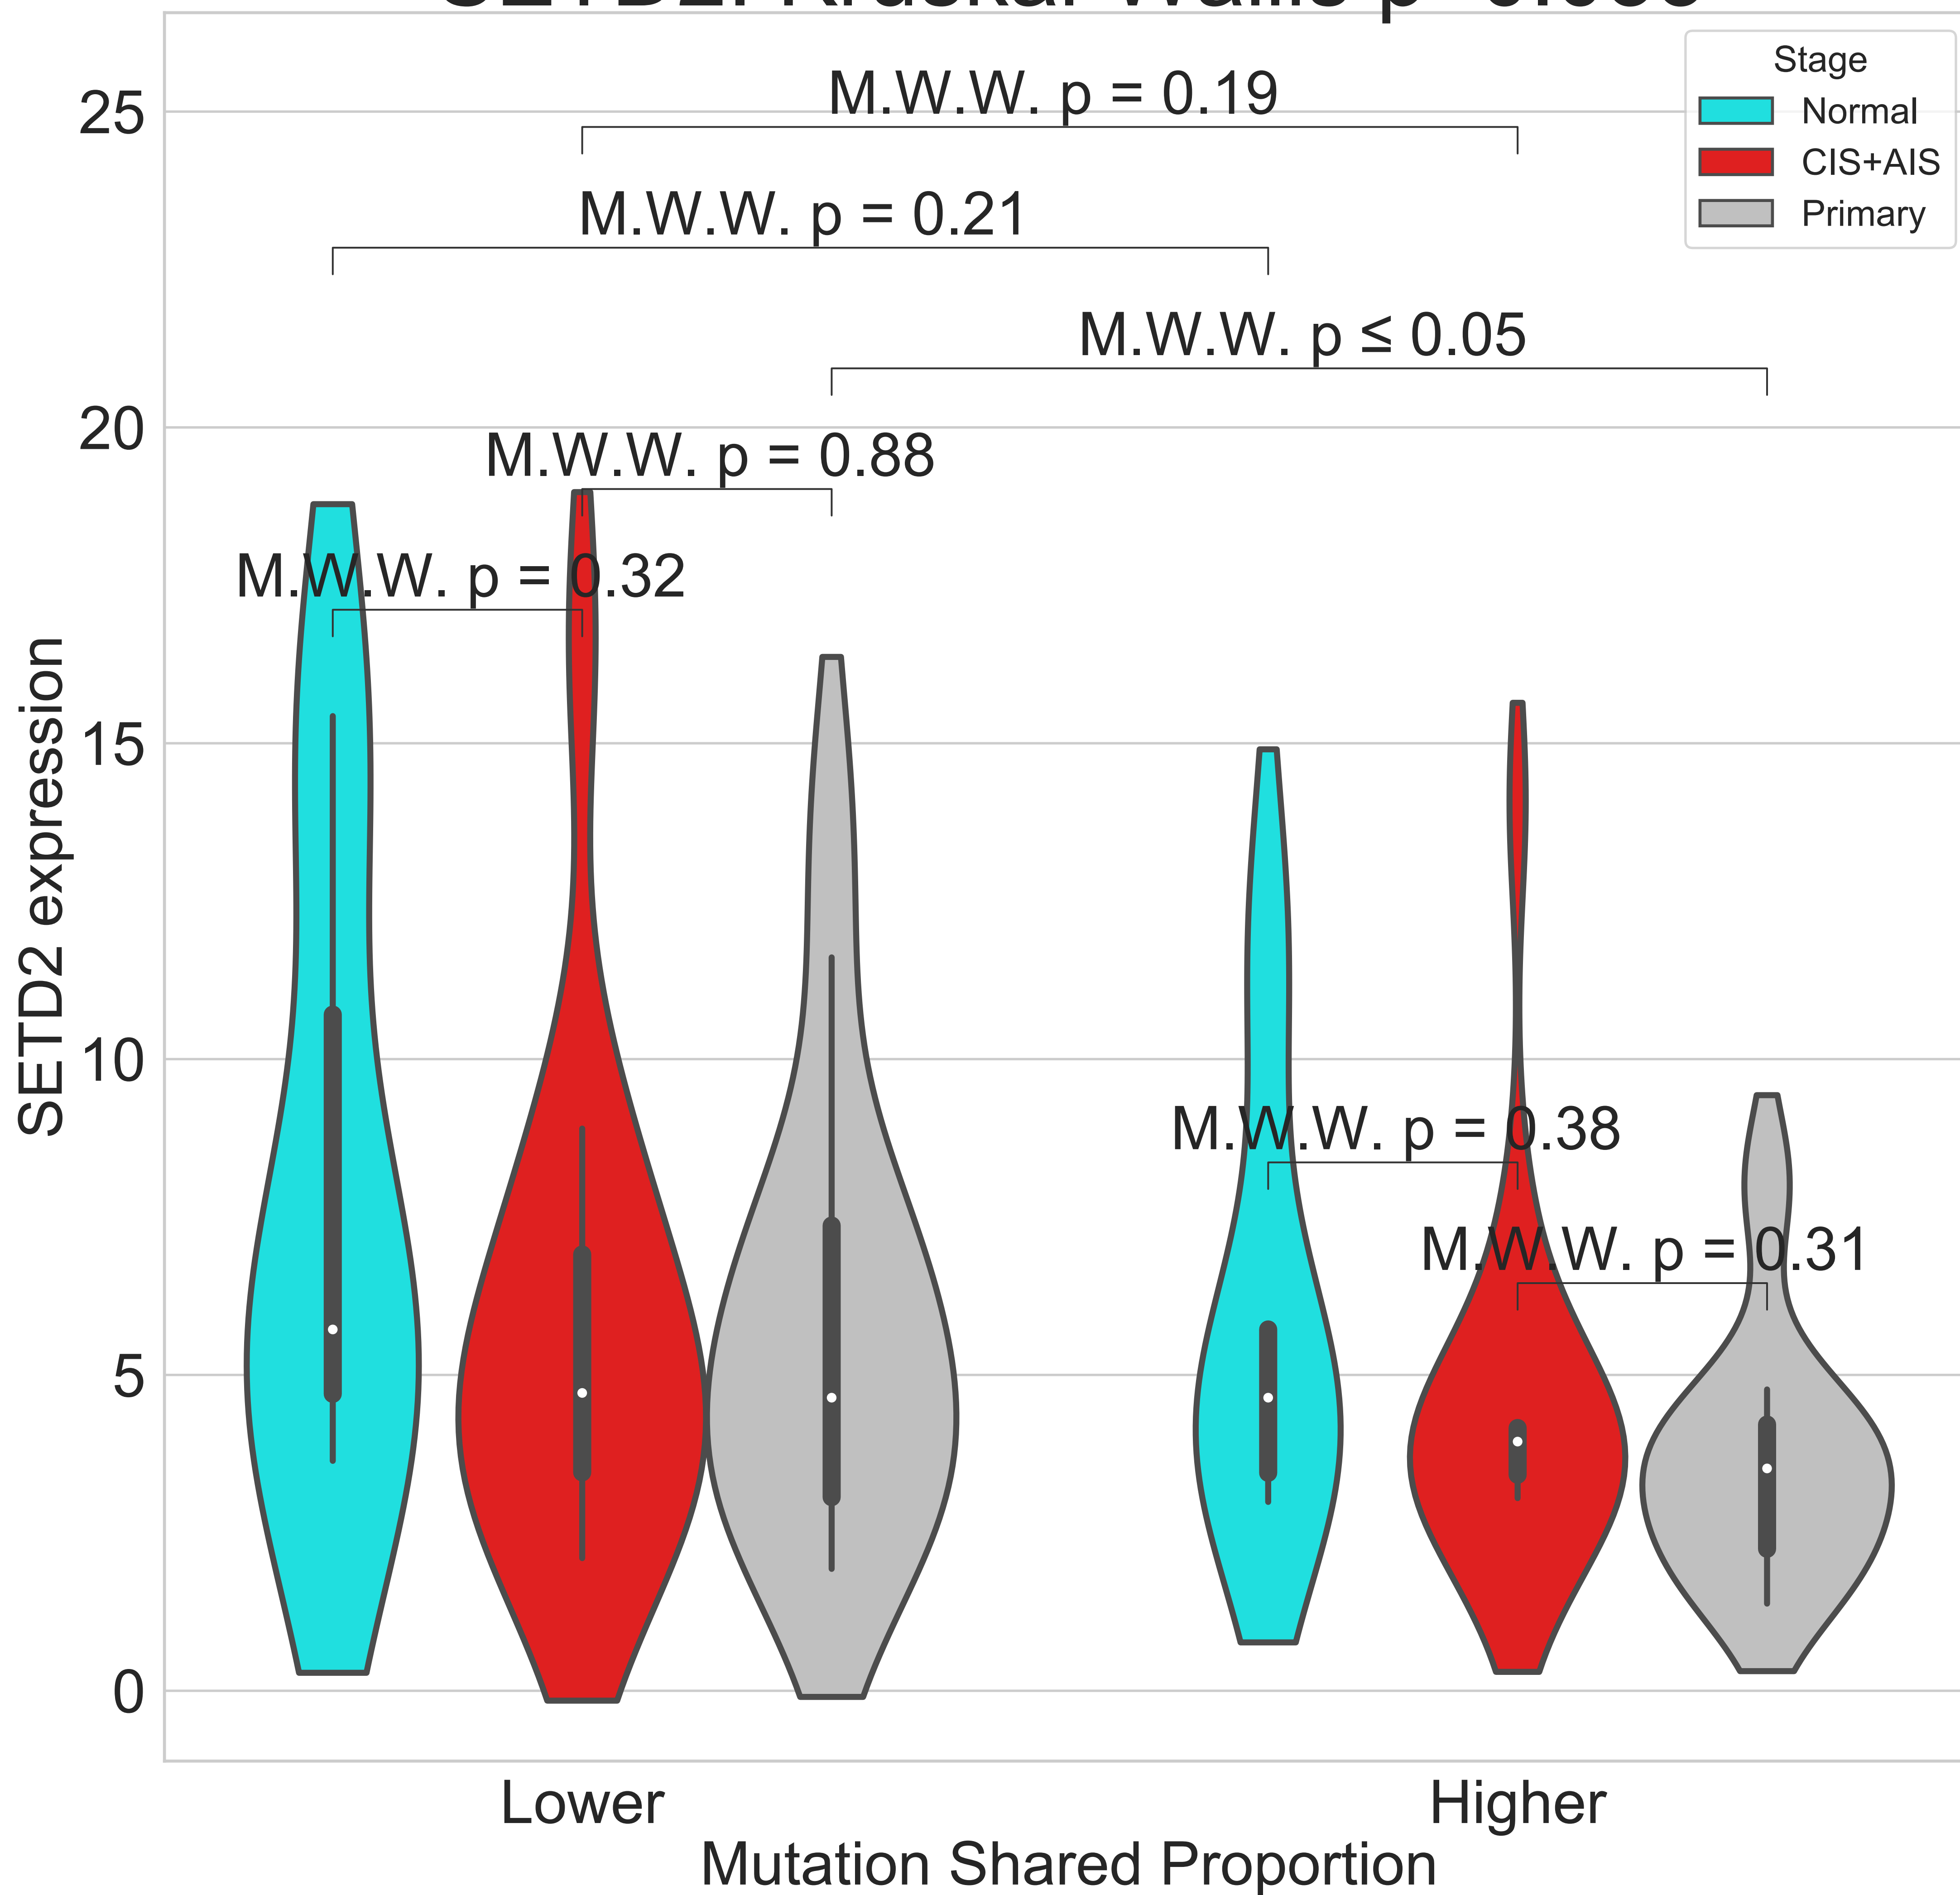 Stage
Normal
CIS+AIS
Primary
M.W.W. p = 0.19
M.W.W. p = 0.21
M.W.W. p ≤ 0.05
M.W.W. p = 0.88
M.W.W. p = 0.32
M.W.W. p = 0.38
M.W.W. p = 0.31
25
20
15
10
5
0
SETD2 expression
Lower
Higher
Mutation Shared Proportion